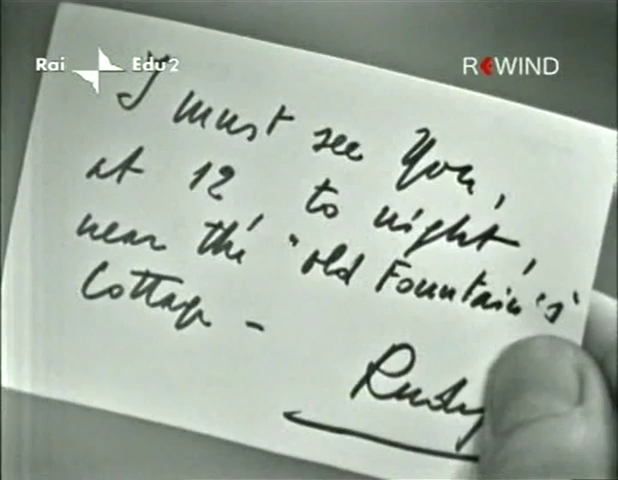 Rai Edu2
REWIND
I must see You,
at 12, to night,
near the "old Fountain's"
Cottage -
Rudy